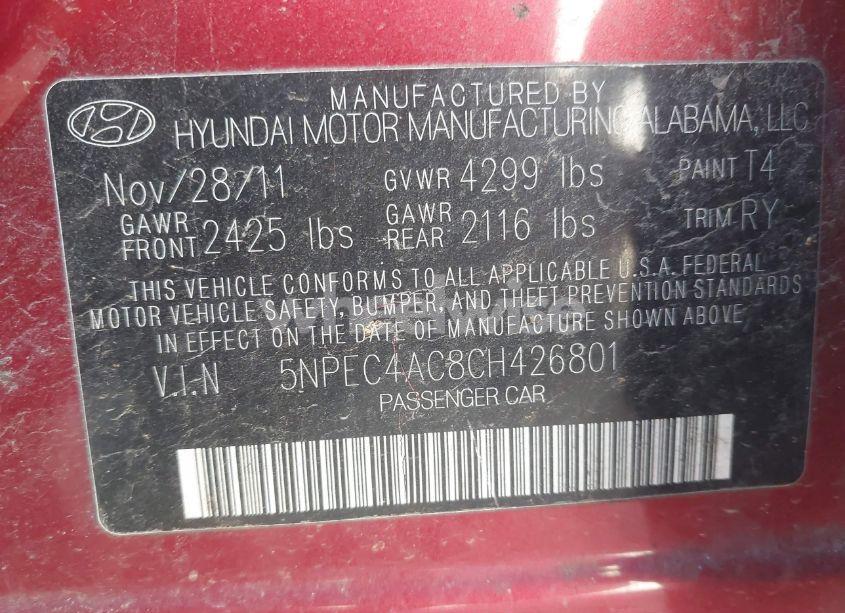 MANUFACTURED BY
HYUNDAI MOTOR MANUFACTURING ALABAMA, LLC
Nov/28/11 GVWR 4299 lbs PAINT T4
GAWR FRONT 2425 lbs GAWR REAR 2116 lbs TRIM RY
THIS VEHICLE CONFORMS TO ALL APPLICABLE U.S.A. FEDERAL
MOTOR VEHICLE SAFETY, BUMPER, AND THEFT PREVENTION STANDARDS
IN EFFECT ON THE DATE OF MANUFACTURE SHOWN ABOVE
V.I.N 5NPEC4AC8CH426801
PASSENGER CAR